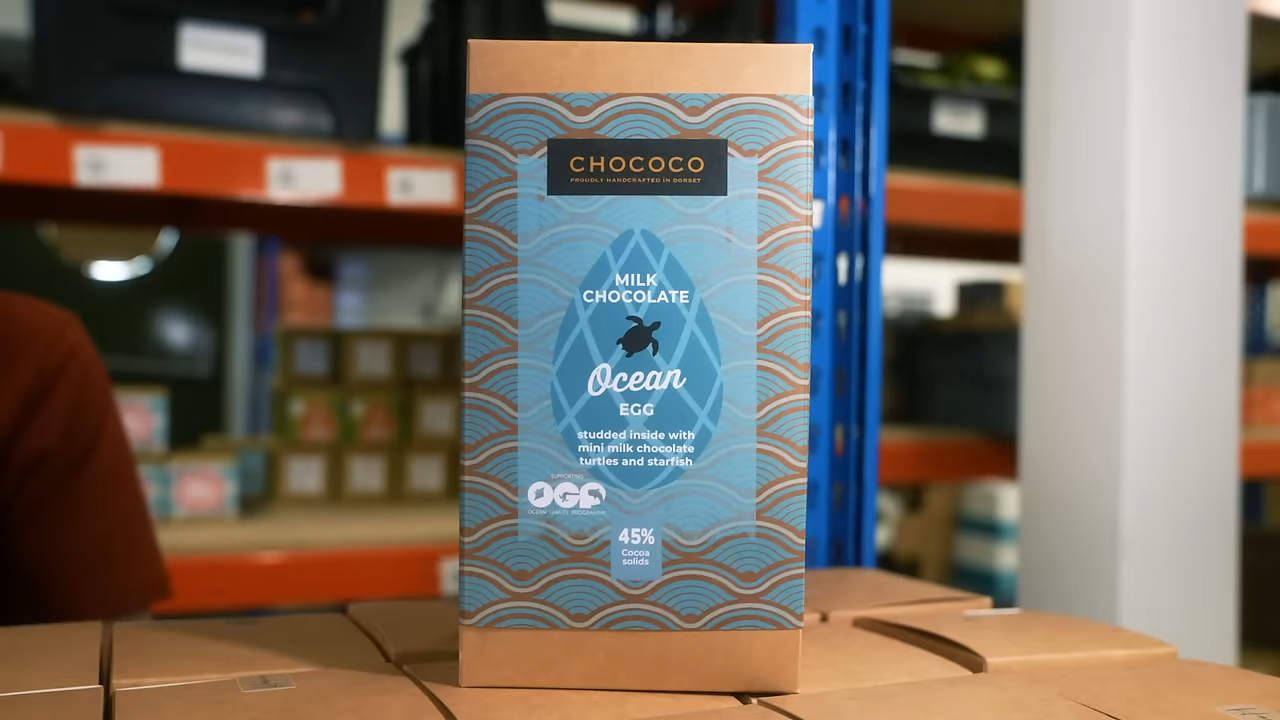 CHOCOCO
PROUDLY HANDCRAFTED IN DORSET
MILK
CHOCOLATE
Ocean
EGG
studded inside with
mini milk chocolate
turtles and starfish
SUPPORTING
OGP
OCEAN GIANTS PROGRAMME
45%
Cocoa
solids